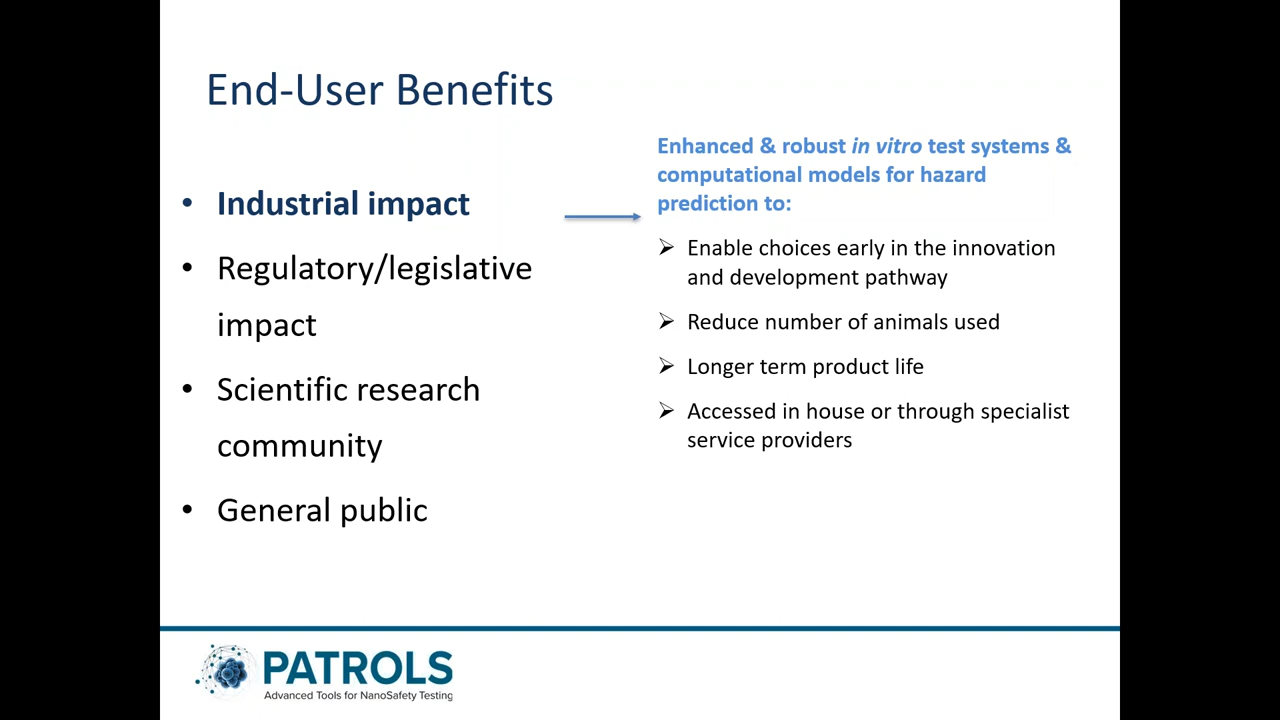 End-User Benefits
• Industrial impact
• Regulatory/legislative
impact
• Scientific research
community
• General public
Enhanced & robust in vitro test systems &
computational models for hazard
prediction to:
➢ Enable choices early in the innovation
and development pathway
➢ Reduce number of animals used
➢ Longer term product life
➢ Accessed in house or through specialist
service providers
PATROLS
Advanced Tools for NanoSafety Testing